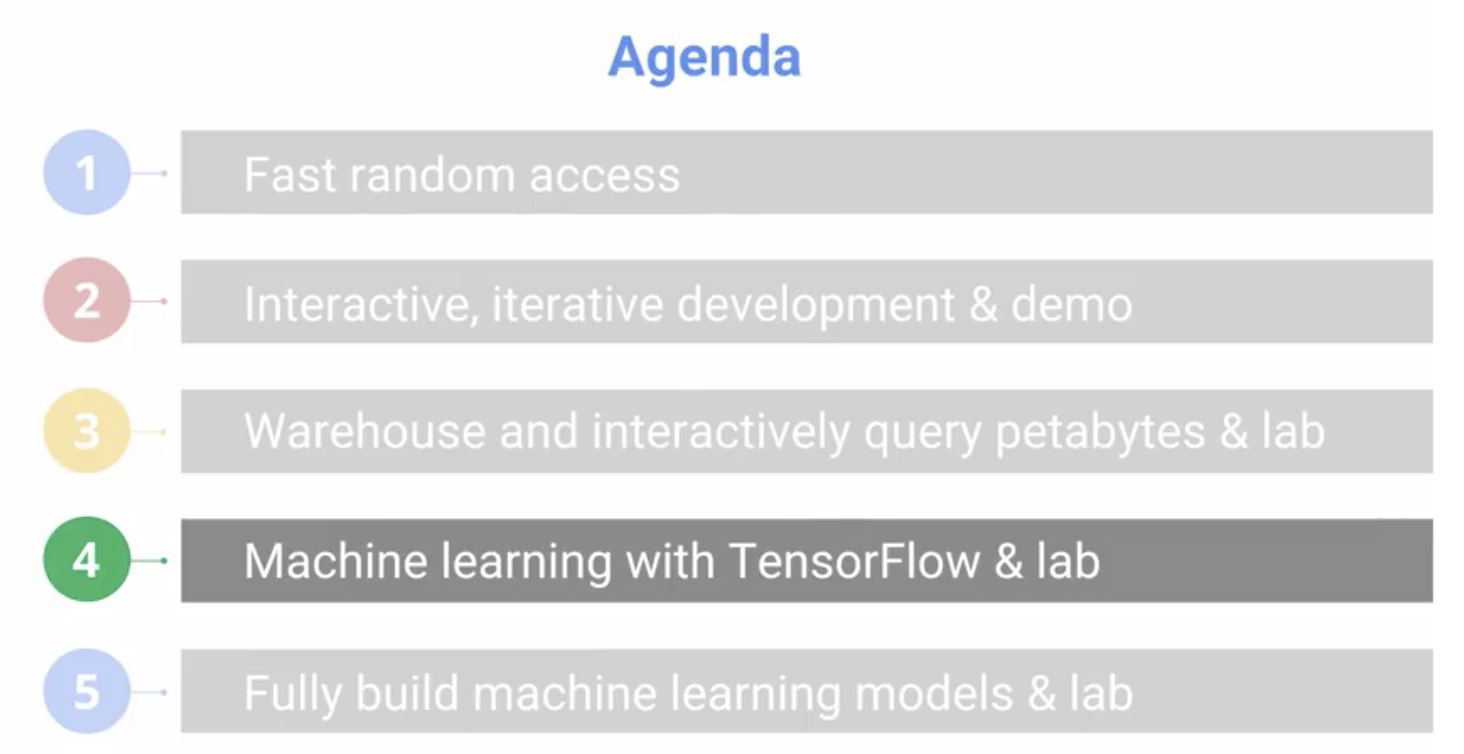 Agenda
1 Fast random access
2 Interactive, iterative development & demo
3 Warehouse and interactively query petabytes & lab
4 Machine learning with TensorFlow & lab
5 Fully build machine learning models & lab